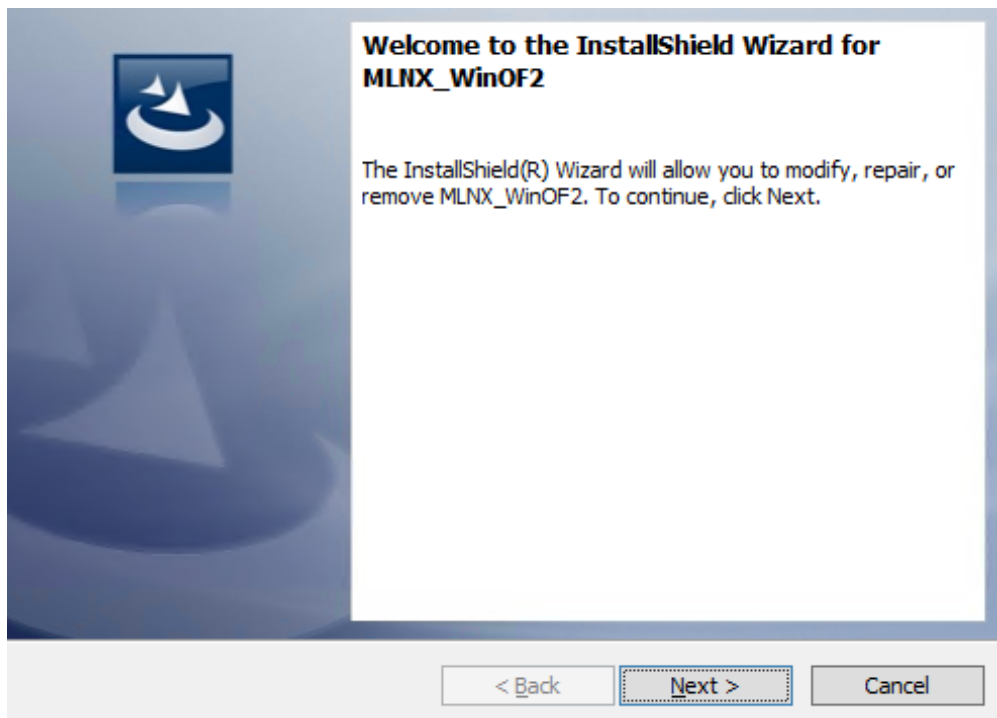 Welcome to the InstallShield Wizard for
MLNX_WinOF2
The InstallShield(R) Wizard will allow you to modify, repair, or
remove MLNX_WinOF2. To continue, click Next.
< Back
Next >
Cancel